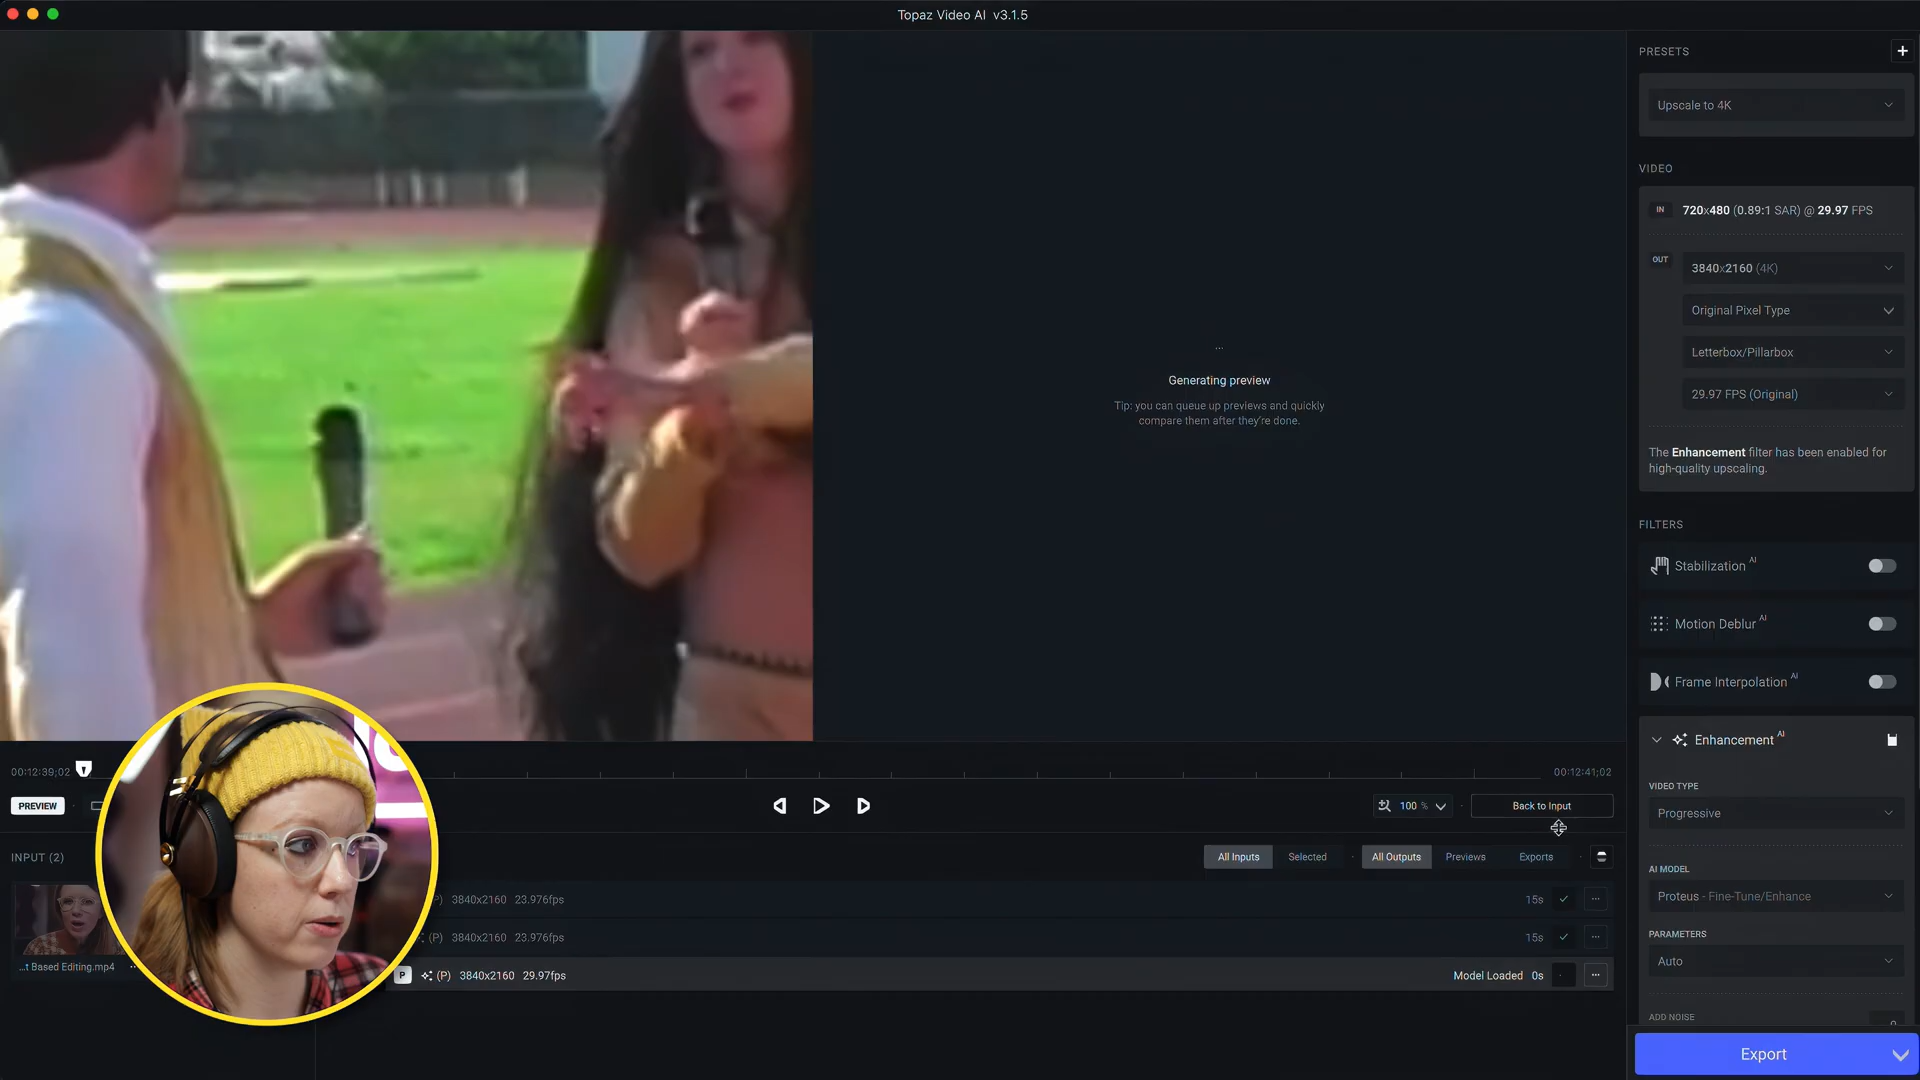 Topaz Video AI v3.1.5
PRESETS
Upscale to 4K
VIDEO
IN 720x480 (0.89:1 SAR) @ 29.97 FPS
OUT 3840x2160 (4K)
Original Pixel Type
Letterbox/Pillarbox
29.97 FPS (Original)
The Enhancement filter has been enabled for
high-quality upscaling.
FILTERS
Stabilization AI
Motion Deblur AI
Frame Interpolation AI
Enhancement AI
VIDEO TYPE
Progressive
AI MODEL
Proteus - Fine-Tune/Enhance
PARAMETERS
Auto
ADD NOISE
Export
...
Generating preview
Tip: you can queue up previews and quickly
compare them after they're done.
00:12:39;02
00:12:41;02
PREVIEW
100 %
Back to Input
INPUT (2)
All Inputs Selected All Outputs Previews Exports
...t Based Editing.mp4
P) 3840x2160 23.976fps 15s
(P) 3840x2160 23.976fps 15s
P (P) 3840x2160 29.97fps Model Loaded 0s